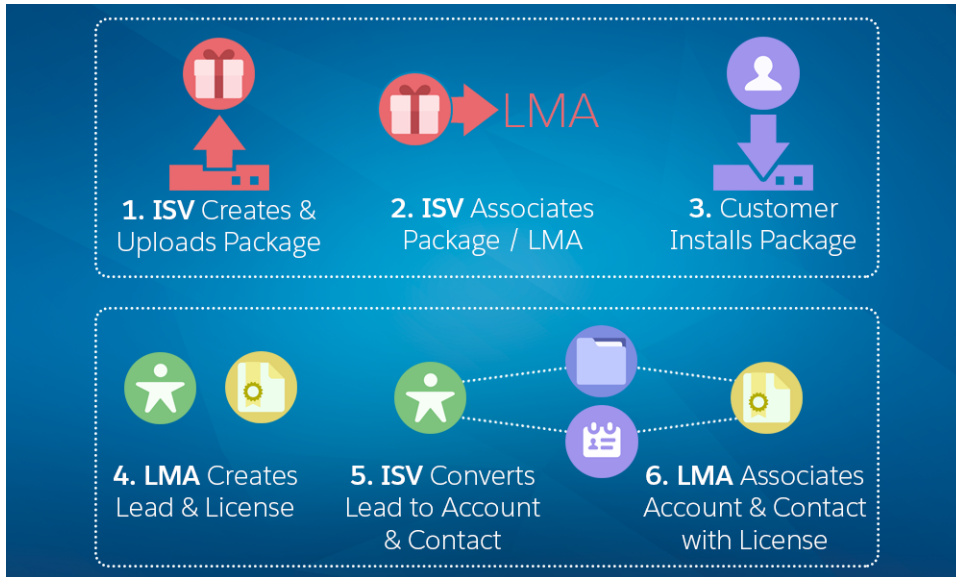 LMA
1. ISV Creates &
Uploads Package
2. ISV Associates
Package / LMA
3. Customer
Installs Package
4. LMA Creates
Lead & License
5. ISV Converts
Lead to Account
& Contact
6. LMA Associates
Account & Contact
with License